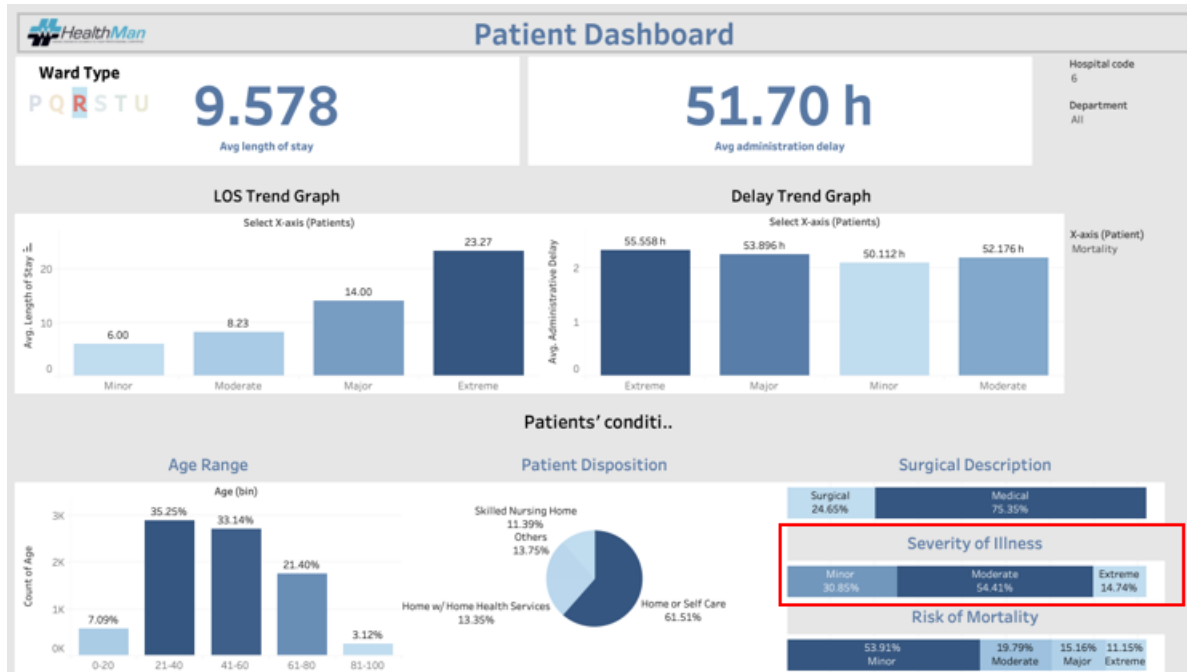 HealthMan
Patient Dashboard
Ward Type
P Q R S T U
9.578
Avg length of stay
51.70 h
Avg administration delay
Hospital code
6
Department
All
LOS Trend Graph
Select X-axis (Patients)
Avg. Length of Stay
20
10
0
6.00
8.23
14.00
23.27
Minor
Moderate
Major
Extreme
Delay Trend Graph
Select X-axis (Patients)
Avg. Administrative Delay
2
1
0
55.558 h
53.896 h
50.112 h
52.176 h
Extreme
Major
Minor
Moderate
X-axis (Patient)
Mortality
Patients’ conditi..
Age Range
Age (bin)
Count of Age
3K
2K
1K
0K
7.09%
35.25%
33.14%
21.40%
3.12%
0-20
21-40
41-60
61-80
81-100
Patient Disposition
Skilled Nursing Home
11.39%
Others
13.75%
Home w/ Home Health Services
13.35%
Home or Self Care
61.51%
Surgical Description
Surgical
24.65%
Medical
75.35%
Severity of Illness
Minor
30.85%
Moderate
54.41%
Extreme
14.74%
Risk of Mortality
53.91%
Minor
19.79%
Moderate
15.16%
Major
11.15%
Extreme